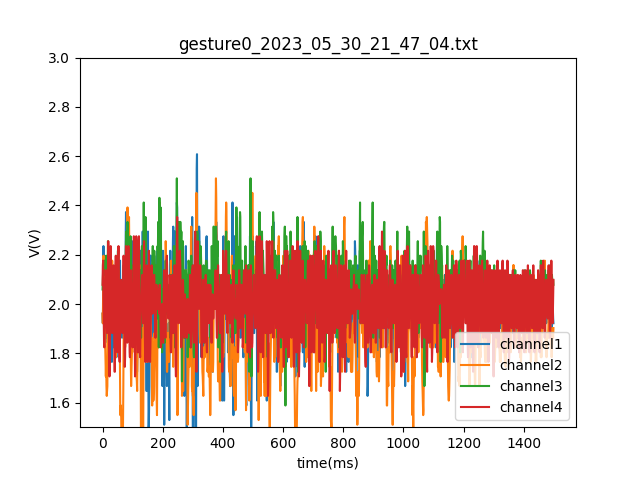 gesture0_2023_05_30_21_47_04.txt
3.0
2.8
2.6
2.4
2.2
2.0
1.8
1.6
V(V)
channel1
channel2
channel3
channel4
0 200 400 600 800 1000 1200 1400
time(ms)